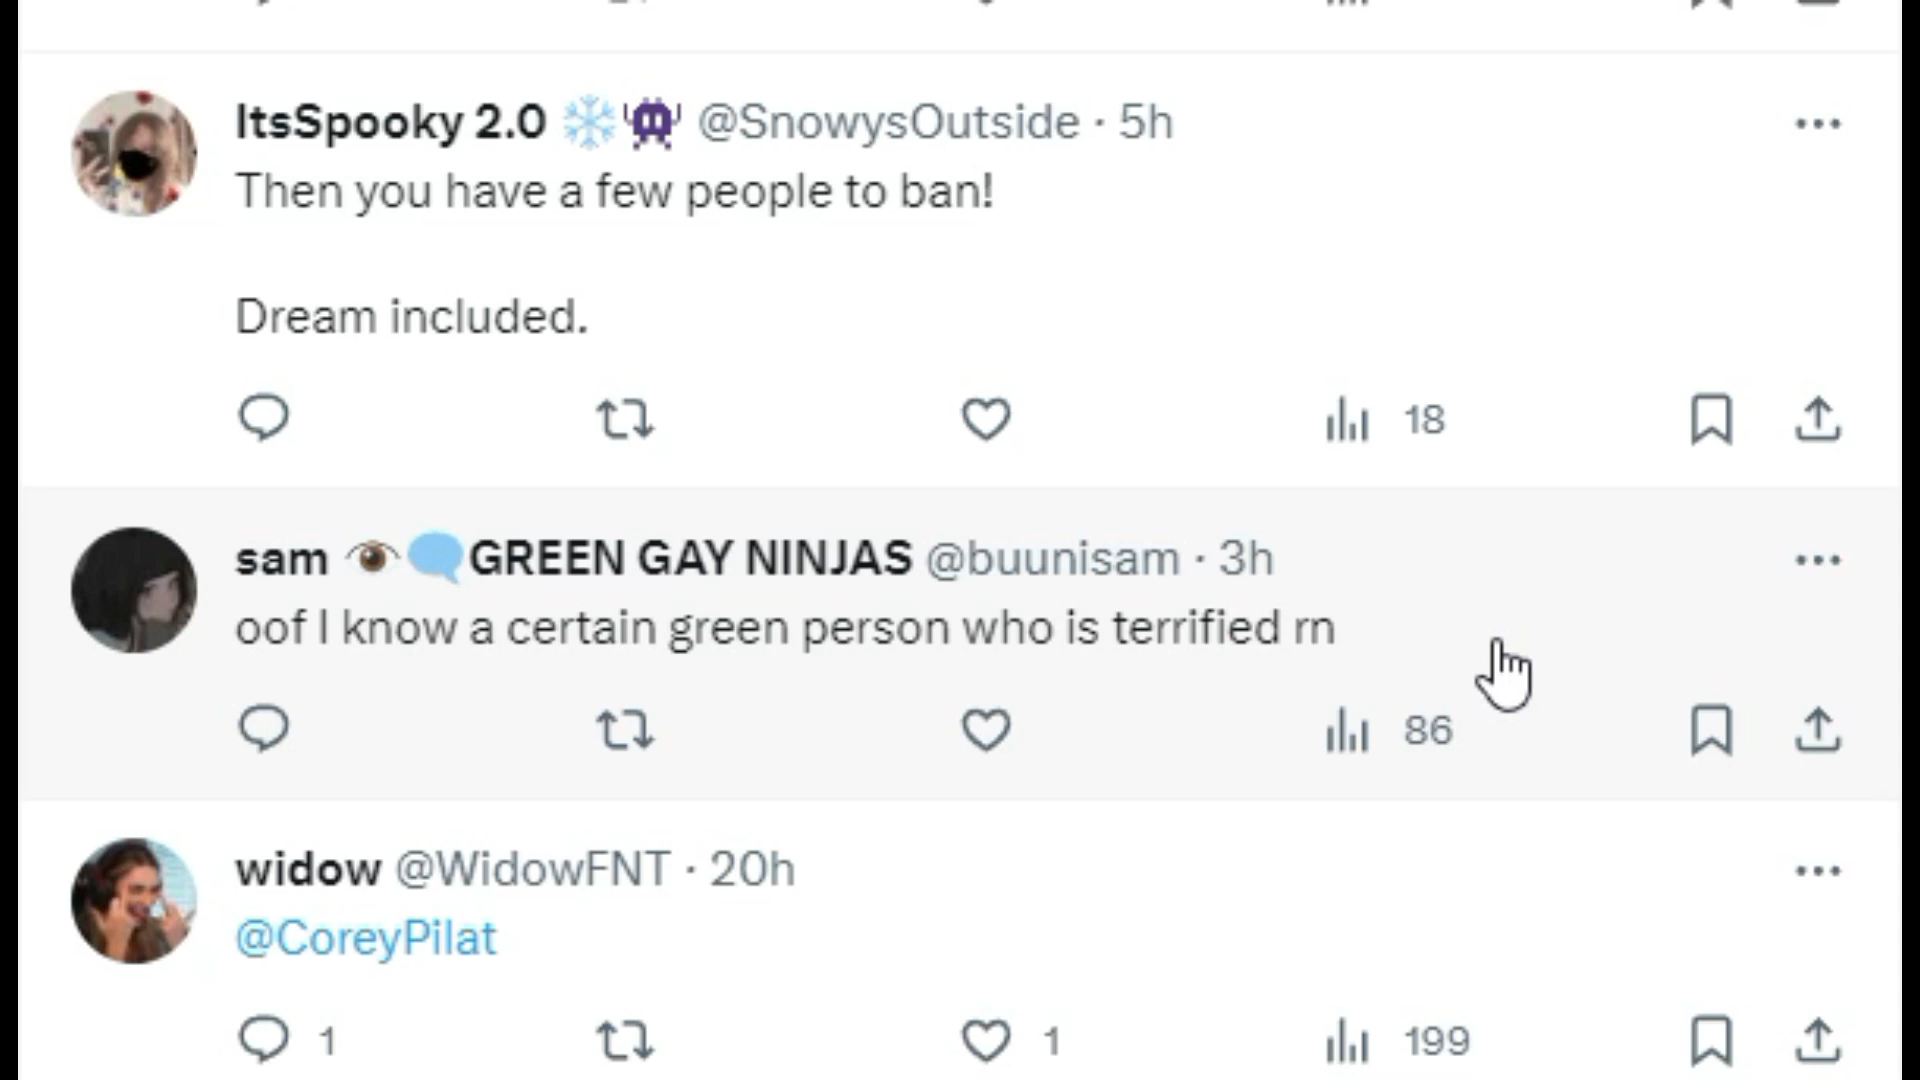 ItsSpooky 2.0 ❄️👾 @SnowysOutside · 5h
Then you have a few people to ban!
Dream included.
18
sam 👁️🗨️GREEN GAY NINJAS @buunisam · 3h
oof I know a certain green person who is terrified rn
86
widow @WidowFNT · 20h
@CoreyPilat
1 1 199